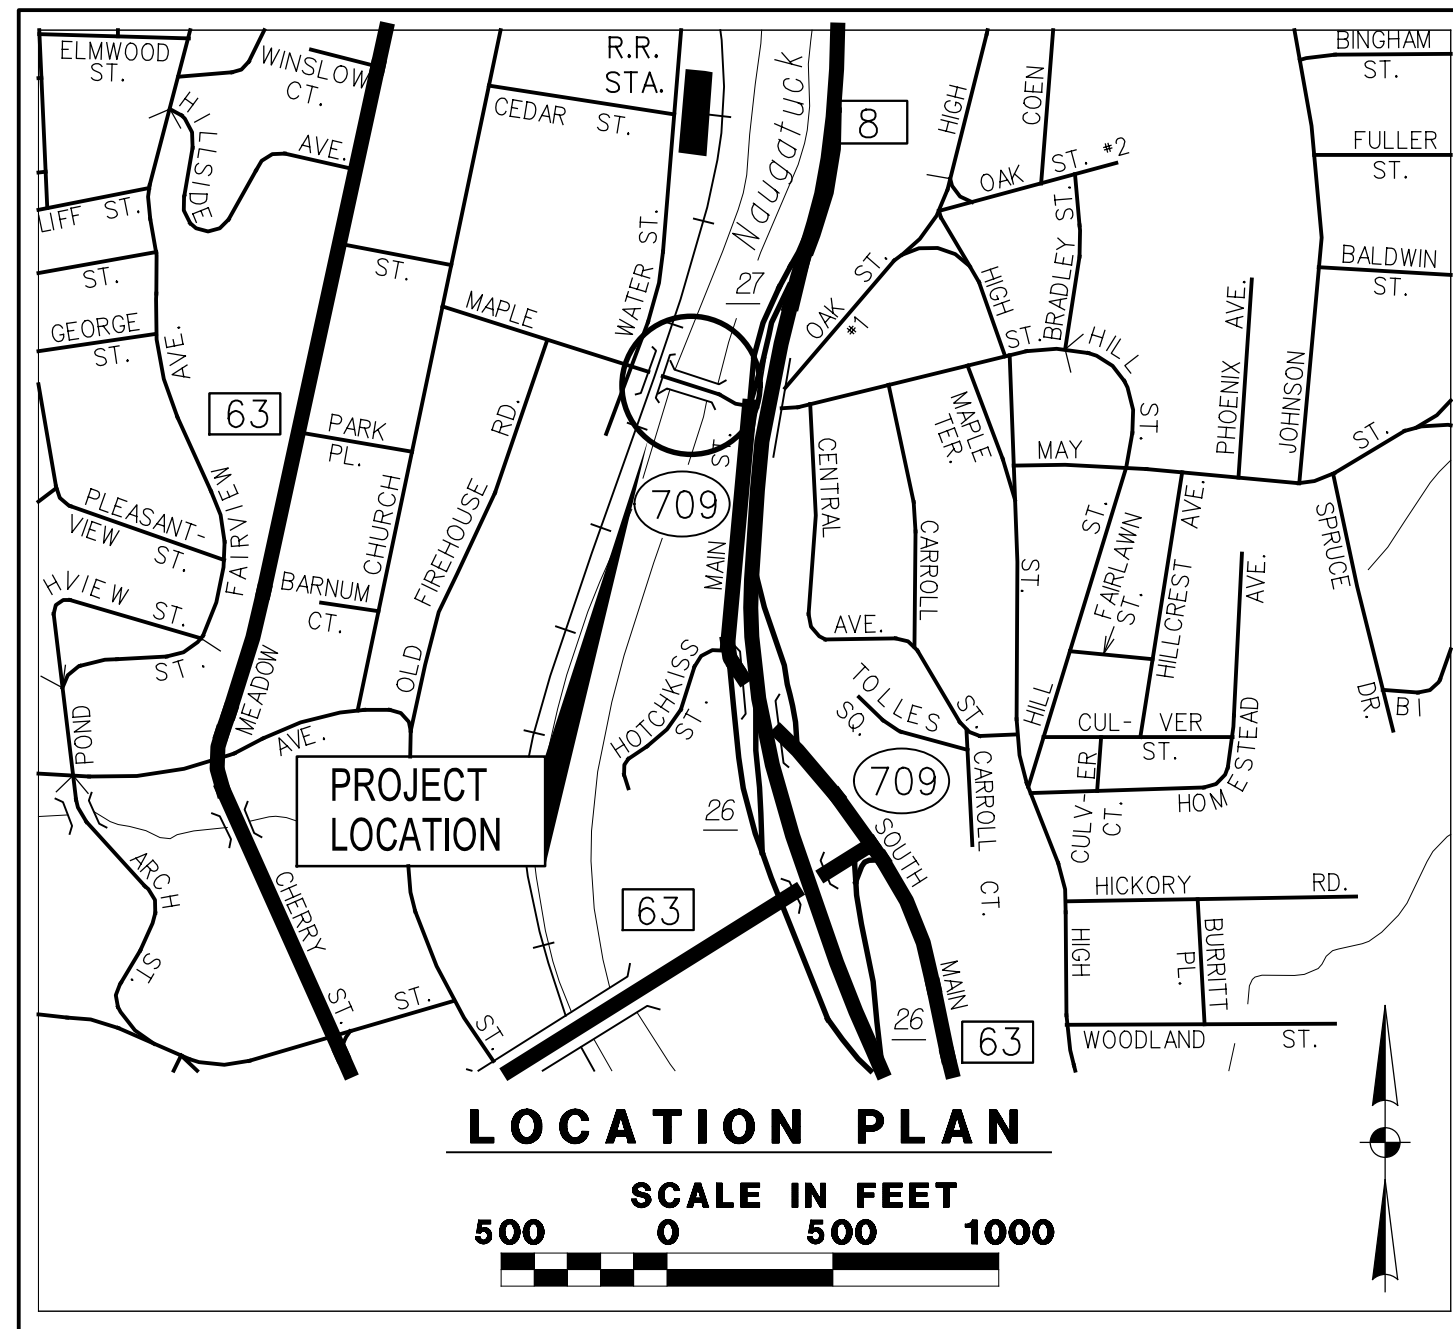 ELMWOOD
ST.
WINSLOW
CT.
R.R.
STA.
Naugatuck
8
HIGH
COEN
BINGHAM
ST.
HILLSIDE
AVE.
CEDAR ST.
OAK ST. #2
FULLER
ST.
LIFF ST.
ST.
ST.
WATER ST.
27
OAK ST.
#1
HIGH
ST.
BRADLEY ST.
BALDWIN
ST.
GEORGE
ST.
AVE.
MAPLE
HILL
ST.
PHOENIX AVE.
JOHNSON
63
PARK
PL.
RD.
ST.
CENTRAL
MAPLE
TER.
MAY
ST.
PLEASANT-
VIEW ST.
FAIRVIEW
CHURCH
FIREHOUSE
OLD
709
MAIN
CARROLL
ST.
ST.
FAIRLAWN
ST.
AVE.
HILLCREST
AVE.
SPRUCE
HVIEW ST.
BARNUM
CT.
AVE.
ST.
MEADOW
HOTCHKISS
ST.
TOLLES
SQ.
ST.
HILL
CUL- VER
ST.
DR.
BI
POND
AVE.
PROJECT
LOCATION
26
709
CARROLL
CT.
CULV- ER
CT.
HOMESTEAD
SOUTH
ARCH
ST.
CHERRY
ST.
63
HICKORY RD.
HIGH
BURRITT
PL.
ST.
ST.
26
MAIN
63
WOODLAND ST.
LOCATION PLAN
SCALE IN FEET
500 0 500 1000